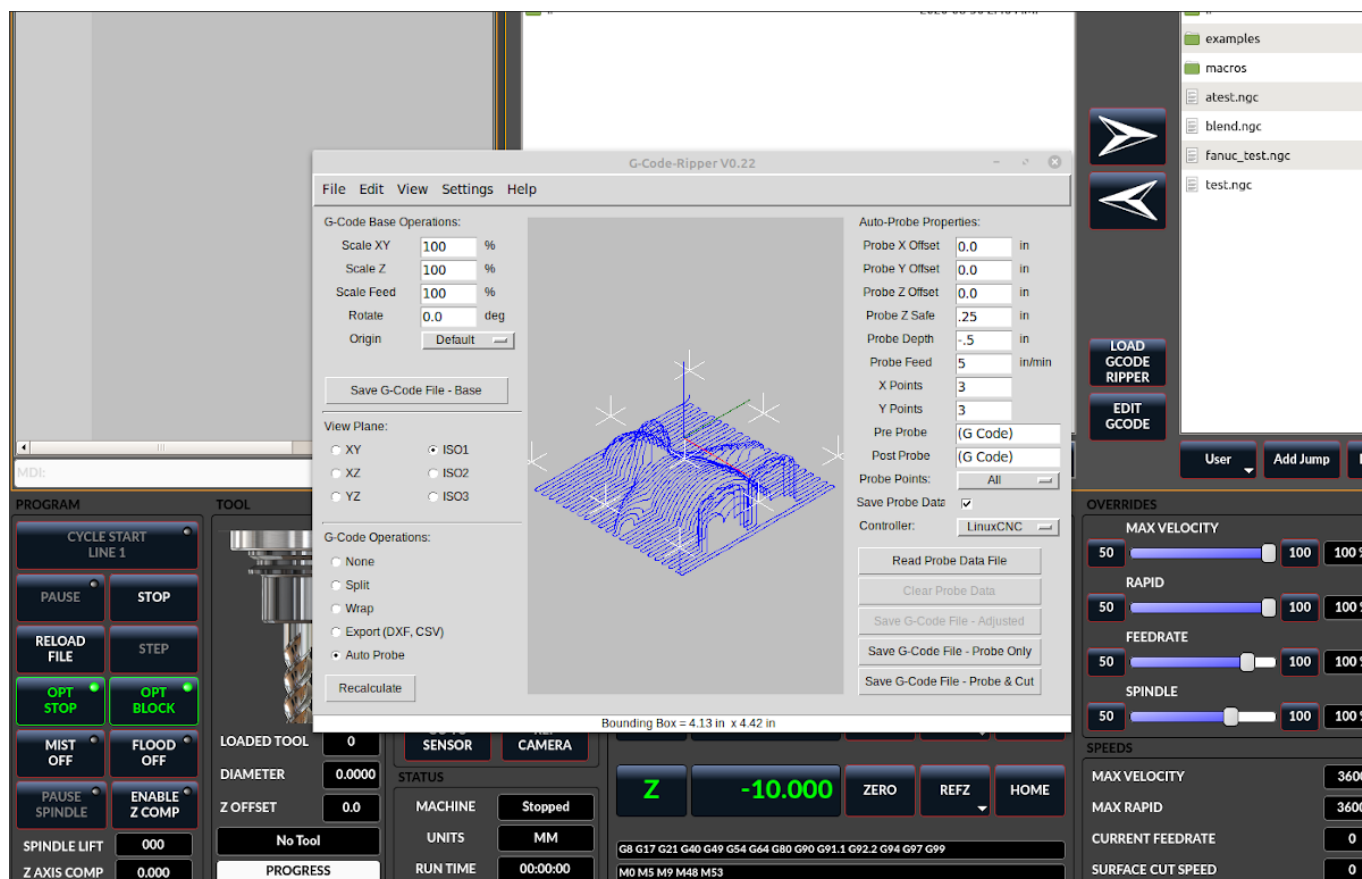 examples
macros
atest.ngc
blend.ngc
fanuc_test.ngc
test.ngc
LOAD
GCODE
RIPPER
EDIT
GCODE
User
Add Jump
G-Code-Ripper V0.22
File Edit View Settings Help
G-Code Base Operations:
Scale XY 100 %
Scale Z 100 %
Scale Feed 100 %
Rotate 0.0 deg
Origin Default
Save G-Code File - Base
View Plane:
XY ISO1
XZ ISO2
YZ ISO3
G-Code Operations:
None
Split
Wrap
Export (DXF, CSV)
Auto Probe
Recalculate
Auto-Probe Properties:
Probe X Offset 0.0 in
Probe Y Offset 0.0 in
Probe Z Offset 0.0 in
Probe Z Safe .25 in
Probe Depth -.5 in
Probe Feed 5 in/min
X Points 3
Y Points 3
Pre Probe (G Code)
Post Probe (G Code)
Probe Points: All
Save Probe Data
Controller: LinuxCNC
Read Probe Data File
Clear Probe Data
Save G-Code File - Adjusted
Save G-Code File - Probe Only
Save G-Code File - Probe & Cut
Bounding Box = 4.13 in x 4.42 in
MDI:
PROGRAM
CYCLE START
LINE 1
PAUSE STOP
RELOAD
FILE
STEP
OPT
STOP
OPT
BLOCK
MIST
OFF
FLOOD
OFF
PAUSE
SPINDLE
ENABLE
Z COMP
SPINDLE LIFT 000
Z AXIS COMP 0.000
TOOL
LOADED TOOL 0
DIAMETER 0.0000
Z OFFSET 0.0
No Tool
PROGRESS
SENSOR
CAMERA
STATUS
MACHINE Stopped
UNITS MM
RUN TIME 00:00:00
Z -10.000 ZERO REFZ HOME
G8 G17 G21 G40 G49 G54 G64 G80 G90 G91.1 G92.2 G94 G97 G99
M0 M5 M9 M48 M53
OVERRIDES
MAX VELOCITY
50 100 100 %
RAPID
50 100 100 %
FEEDRATE
50 100 100 %
SPINDLE
50 100 100 %
SPEEDS
MAX VELOCITY 3600
MAX RAPID 3600
CURRENT FEEDRATE 0
SURFACE CUT SPEED 0